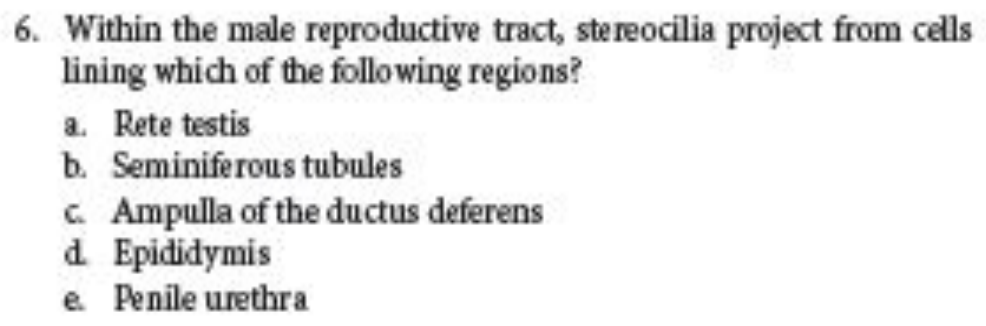 6. Within the male reproductive tract, stereocilia project from cells
lining which of the following regions?
a. Rete testis
b. Seminiferous tubules
c. Ampulla of the ductus deferens
d. Epididymis
e. Penile urethra